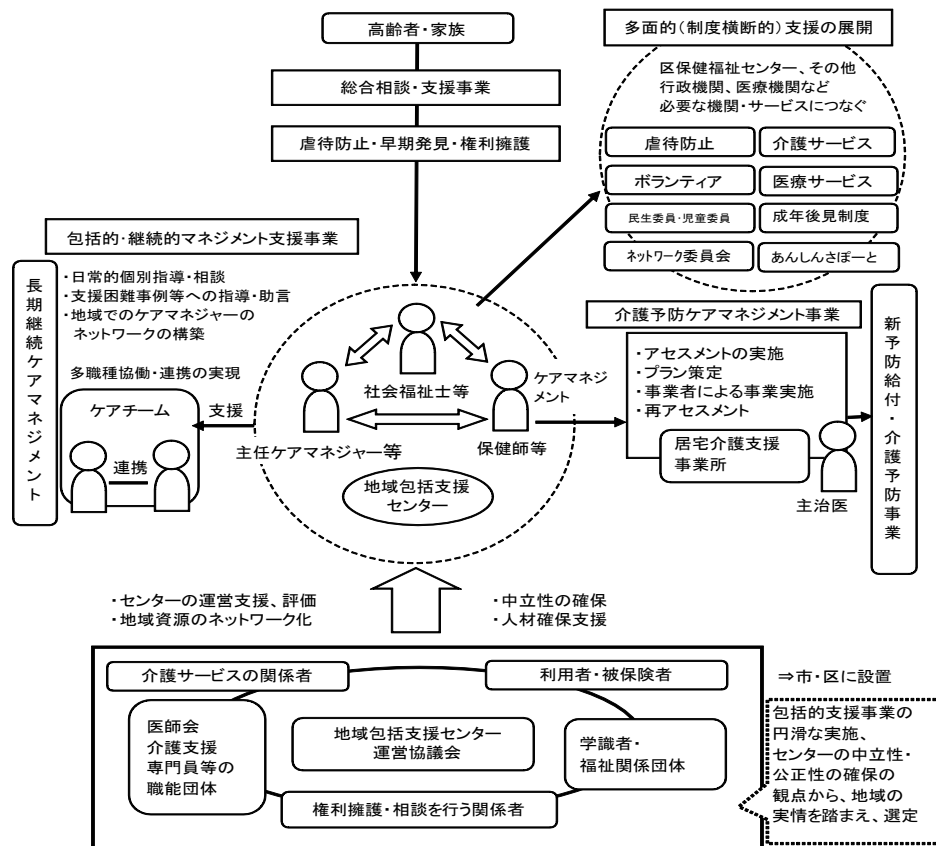 高齢者・家族
総合相談・支援事業
虐待防止・早期発見・権利擁護
多面的(制度横断的)支援の展開
区保健福祉センター、その他
行政機関、医療機関など
必要な機関・サービスにつなぐ
虐待防止
介護サービス
ボランティア
医療サービス
民生委員・児童委員
成年後見制度
ネットワーク委員会
あんしんさぽーと
包括的・継続的マネジメント支援事業
長期継続ケアマネジメント
・日常的個別指導・相談
・支援困難事例等への指導・助言
・地域でのケアマネジャーの
ネットワークの構築
多職種協働・連携の実現
ケアチーム
連携
支援
社会福祉士等
主任ケアマネジャー等
保健師等
地域包括支援
センター
ケアマネジ
メント
介護予防ケアマネジメント事業
・アセスメントの実施
・プラン策定
・事業者による事業実施
・再アセスメント
居宅介護支援
事業所
主治医
新予防給付・介護予防事業
・センターの運営支援、評価
・地域資源のネットワーク化
・中立性の確保
・人材確保支援
介護サービスの関係者
利用者・被保険者
医師会
介護支援
専門員等の
職能団体
地域包括支援センター
運営協議会
学識者・
福祉関係団体
権利擁護・相談を行う関係者
⇒市・区に設置
包括的支援事業の
円滑な実施、
センターの中立性・
公正性の確保の
観点から、地域の
実情を踏まえ、選定